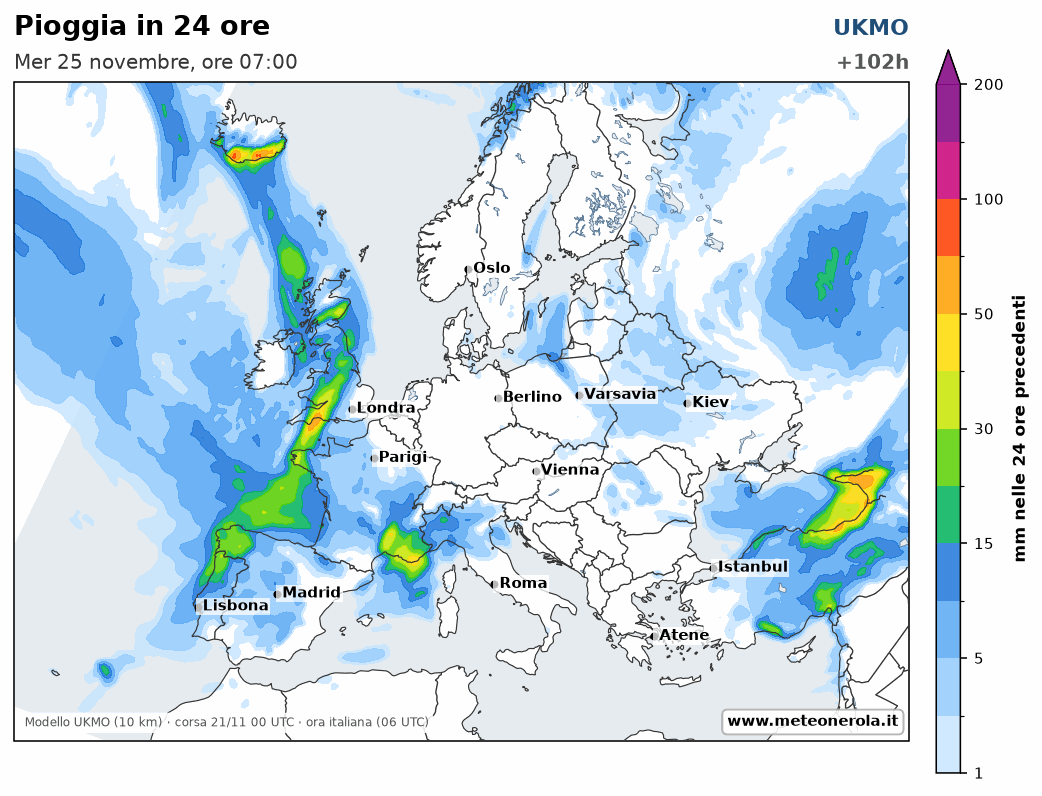 Pioggia in 24 ore
UKMO
Mer 25 novembre, ore 07:00
+102h
200
100
50
30
15
5
1
mm nelle 24 ore precedenti
Oslo
Berlino
Varsavia
Kiev
Londra
Parigi
Vienna
Istanbul
Roma
Madrid
Lisbona
Atene
Modello UKMO (10 km) · corsa 21/11 00 UTC · ora italiana (06 UTC)
www.meteonerola.it